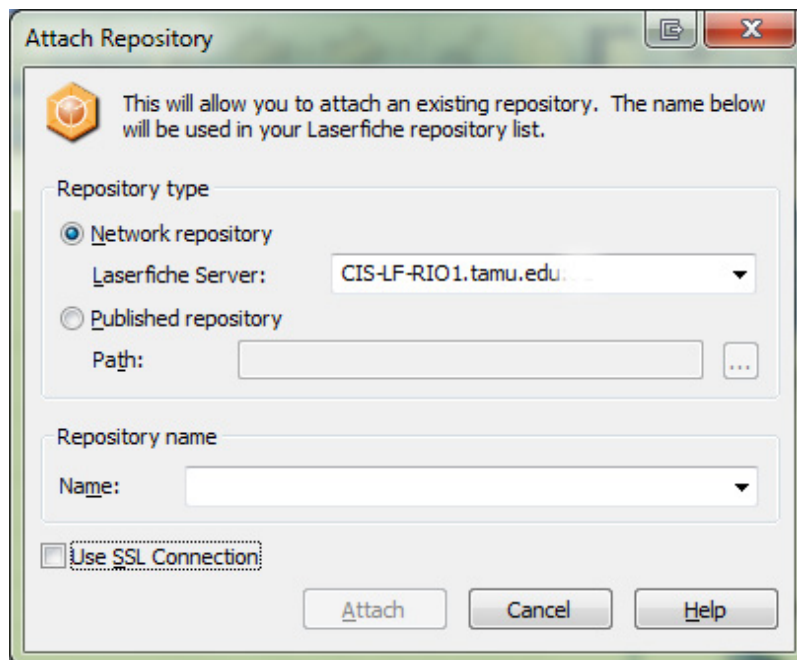 Attach Repository
This will allow you to attach an existing repository. The name below
will be used in your Laserfiche repository list.
Repository type
Network repository
Laserfiche Server: CIS-LF-RIO1.tamu.edu
Published repository
Path: ...
Repository name
Name:
Use SSL Connection
Attach Cancel Help